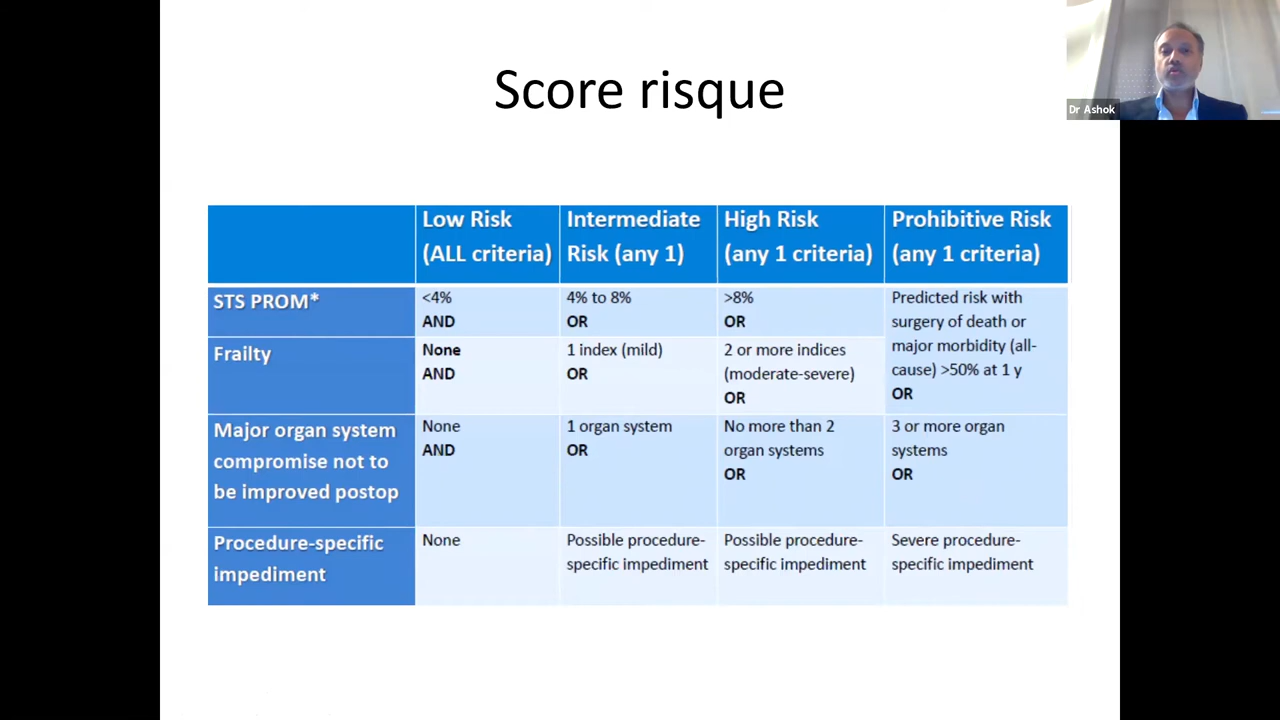 Score risque
Dr Ashok
Low Risk
(ALL criteria)
Intermediate
Risk (any 1)
High Risk
(any 1 criteria)
Prohibitive Risk
(any 1 criteria)
STS PROM*
<4%
AND
4% to 8%
OR
>8%
OR
Predicted risk with
surgery of death or
major morbidity (all-
cause) >50% at 1 y
OR
Frailty
None
AND
1 index (mild)
OR
2 or more indices
(moderate-severe)
OR
Major organ system
compromise not to
be improved postop
None
AND
1 organ system
OR
No more than 2
organ systems
OR
3 or more organ
systems
OR
Procedure-specific
impediment
None
Possible procedure-
specific impediment
Possible procedure-
specific impediment
Severe procedure-
specific impediment